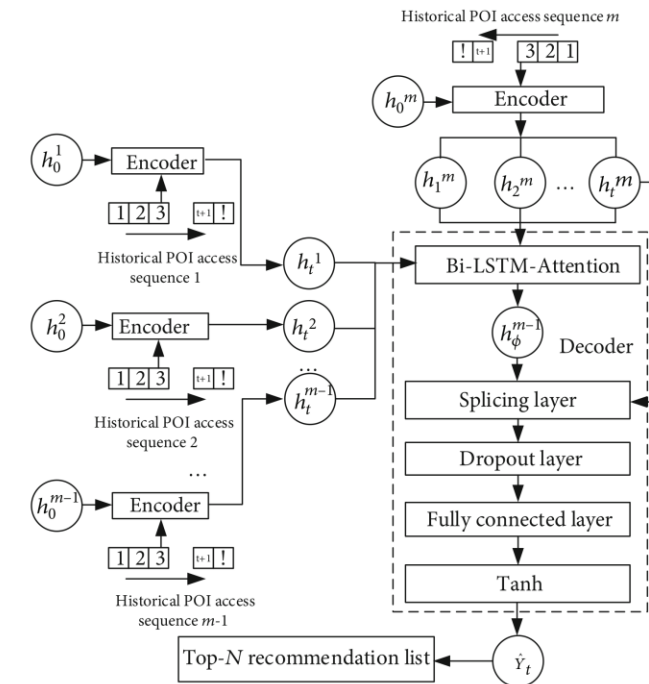 Historical POI access sequence m
! t+1 3 2 1
h₀ᵐ
Encoder
h₀¹
Encoder
h₁ᵐ
h₂ᵐ
...
hₜᵐ
1 2 3 t+1 !
Historical POI access
sequence 1
hₜ¹
Bi-LSTM-Attention
h₀²
Encoder
hₜ²
h_ϕ^{m–1}
Decoder
...
1 2 3 t+1 !
hₜ^{m–1}
Splicing layer
Historical POI access
sequence 2
...
Dropout layer
h₀^{m–1}
Encoder
Fully connected layer
1 2 3 t+1 !
Tanh
Historical POI access
sequence m-1
Top-N recommendation list
Ŷₜ